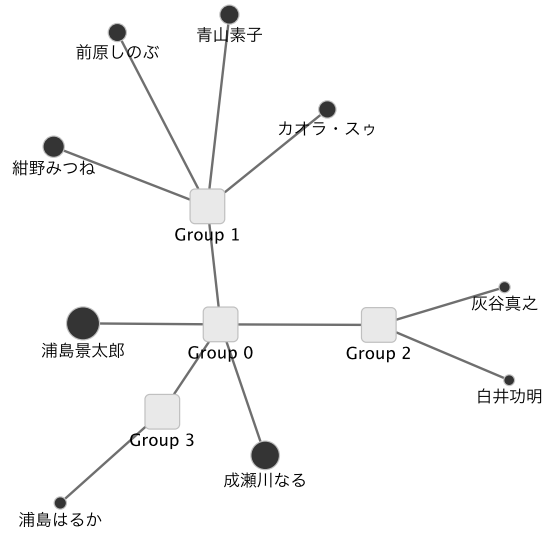 青山素子
前原しのぶ
カオラ・スゥ
紺野みつね
Group 1
灰谷真之
浦島景太郎
Group 0
Group 2
白井功明
Group 3
成瀬川なる
浦島はるか